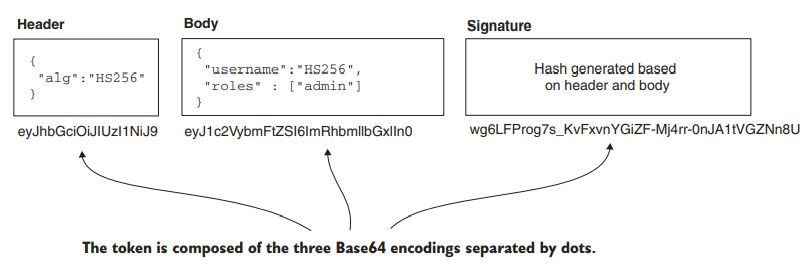 Header
{
"alg":"HS256"
}
eyJhbGciOiJIUzI1NiJ9
Body
{
"username":"HS256",
"roles" : ["admin"]
}
eyJ1c2VybmFtZSI6ImRhbmllbGxlIn0
Signature
Hash generated based
on header and body
wg6LFProg7s_KvFxvnYGiZF-Mj4rr-0nJA1tVGZNn8U
The token is composed of the three Base64 encodings separated by dots.